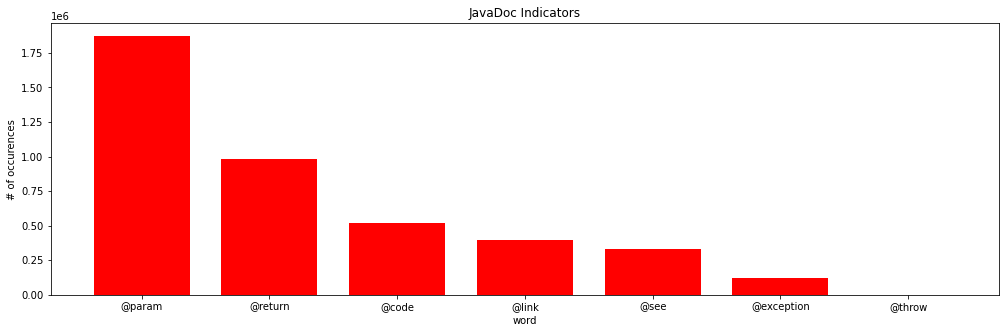 JavaDoc Indicators
1e6
# of occurences
1.75
1.50
1.25
1.00
0.75
0.50
0.25
0.00
@param @return @code @link @see @exception @throw
word